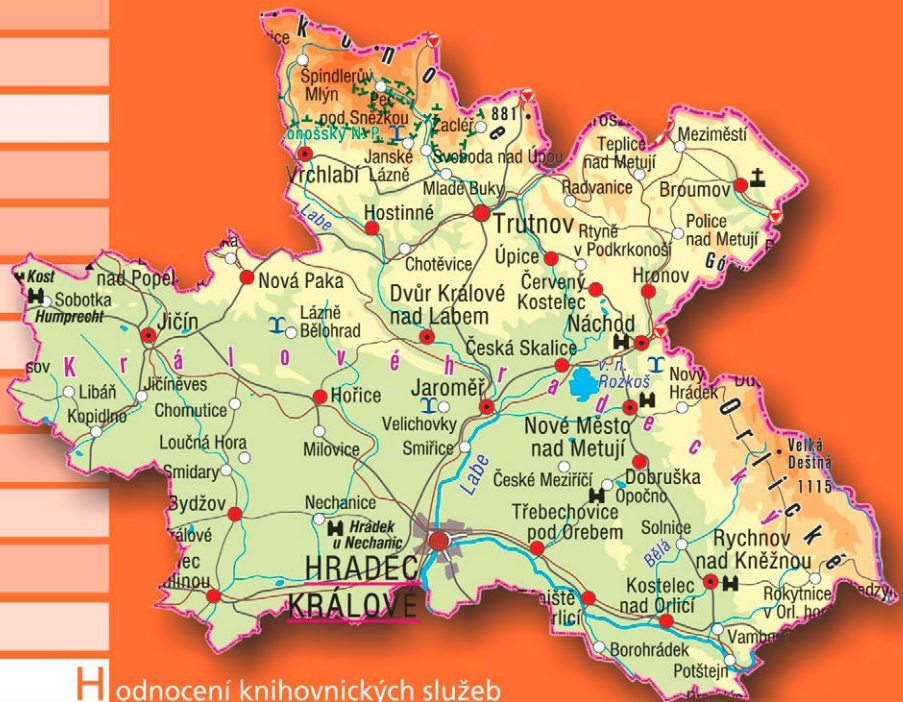 Špindlerův
Mlýn
Pec
pod Sněžkou
Žacléř
881
Janské
Lázně
Svoboda nad Úpou
Vrchlabí
Mladé Buky
Teplice
nad Metují
Meziměstí
Radvanice
Broumov
Labe
Hostinné
Trutnov
Rtyně
v Podkrkonoší
Police
nad Metují
Chotěvice
Úpice
Kost
nad Popel
Nová Paka
Červený
Kostelec
Hronov
Sobotka
Humprecht
Lázně
Bělohrad
Dvůr Králové
nad Labem
Jičín
Náchod
Česká Skalice
v. n.
Rozkoš
Královéhradecký
Libáň
Jičíněves
Nový
Hrádek
Kopidlno
Chomutice
Hořice
Jaroměř
Velichovky
Nové Město
nad Metují
Orlické
Loučná Hora
Milovice
Smiřice
Velká
Deštná
1115
Smidary
Labe
České Meziříčí
Dobruška
Opočno
Bydžov
Nechanice
Třebechovice
pod Orebem
Solnice
Hrádek
u Nechanic
Bělá
Rychnov
nad Kněžnou
HRADEC
KRÁLOVÉ
Kostelec
nad Orlicí
Rokytnice
v Orl. hor
Borohrádek
Vamber
Potštejn
Hodnocení knihovnických služeb